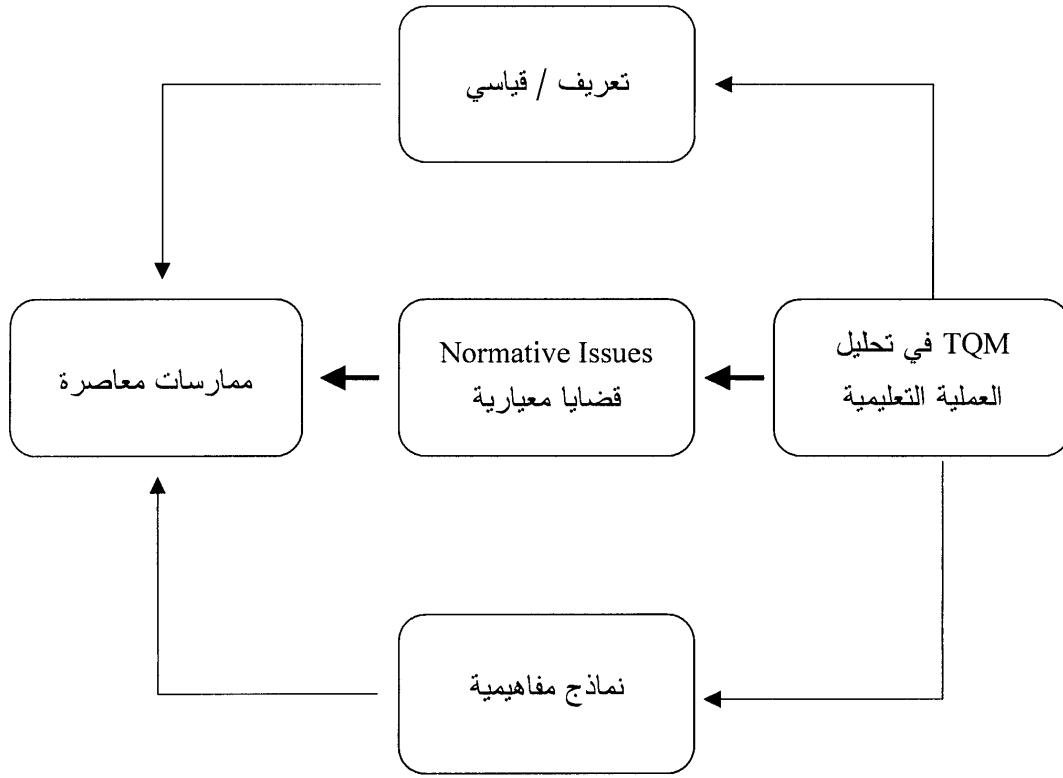 تعريف / قياسي
TQM في تحليل
العملية التعليمية
Normative Issues
قضايا معيارية
ممارسات معاصرة
نماذج مفاهيمية